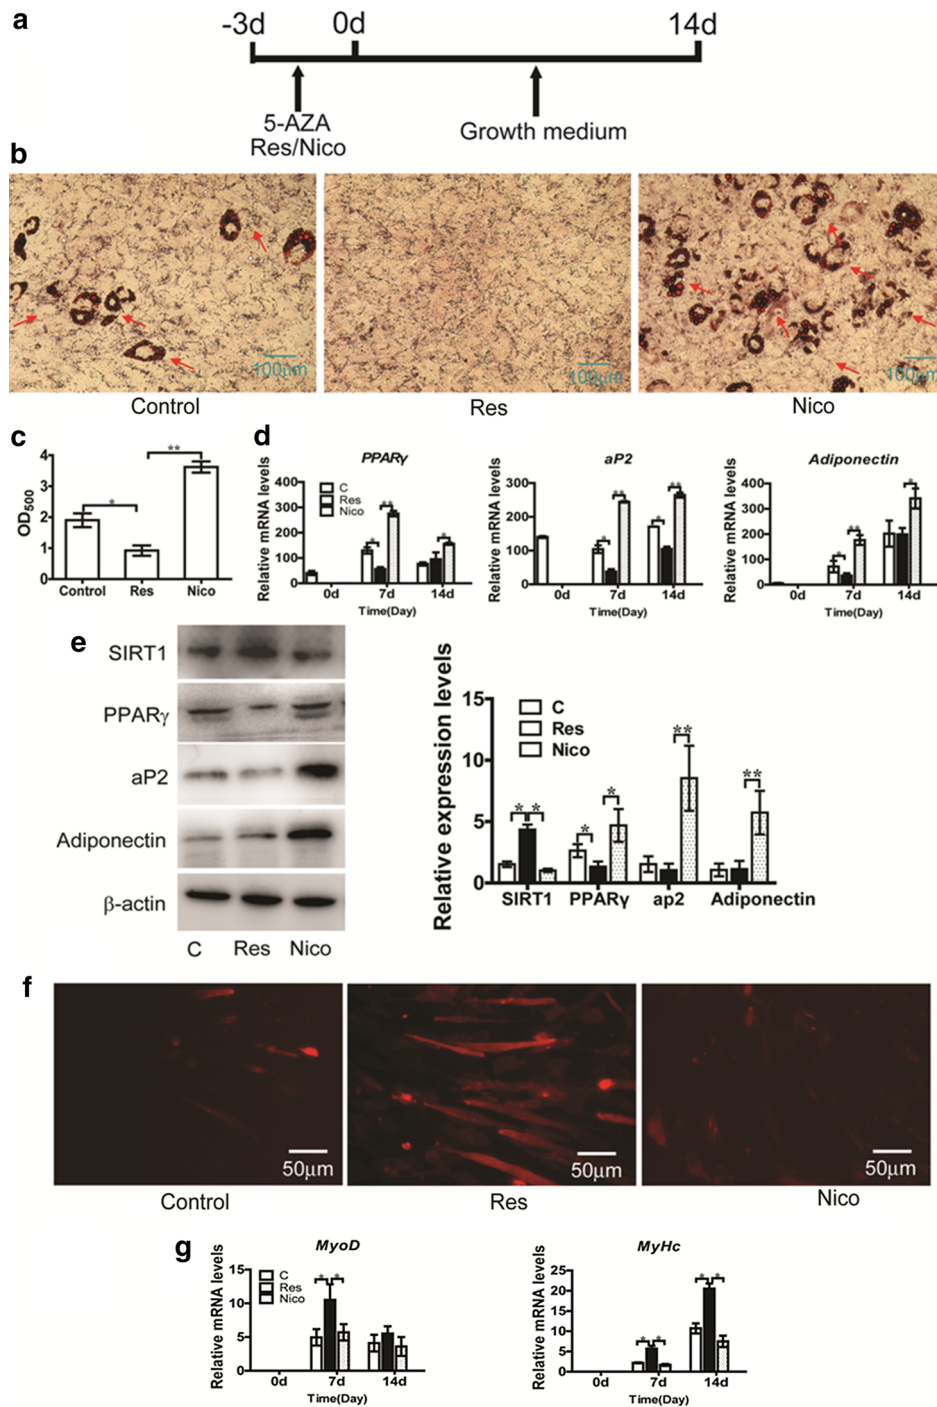 a
-3d 0d 14d
5-AZA
Res/Nico
Growth medium
b
100μm
100μm
100μm
Control
Res
Nico
c
OD500
4
3
2
1
0
* **
Control Res Nico
d
PPARγ
Relative mRNA levels
400
300
200
100
0
C
Res
Nico
* ** *
0d 7d 14d
Time(Day)
aP2
Relative mRNA levels
300
200
100
0
* ** * **
0d 7d 14d
Time(Day)
Adiponectin
Relative mRNA levels
400
300
200
100
0
* ** *
0d 7d 14d
Time(Day)
e
SIRT1
PPARγ
aP2
Adiponectin
β-actin
C Res Nico
Relative expression levels
15
10
5
0
C
Res
Nico
* * * * ** **
SIRT1 PPARγ ap2 Adiponectin
f
50μm
50μm
50μm
Control
Res
Nico
g
MyoD
Relative mRNA levels
15
10
5
0
C
Res
Nico
* *
0d 7d 14d
Time(Day)
MyHc
Relative mRNA levels
25
20
15
10
5
0
* * * *
0d 7d 14d
Time(Day)